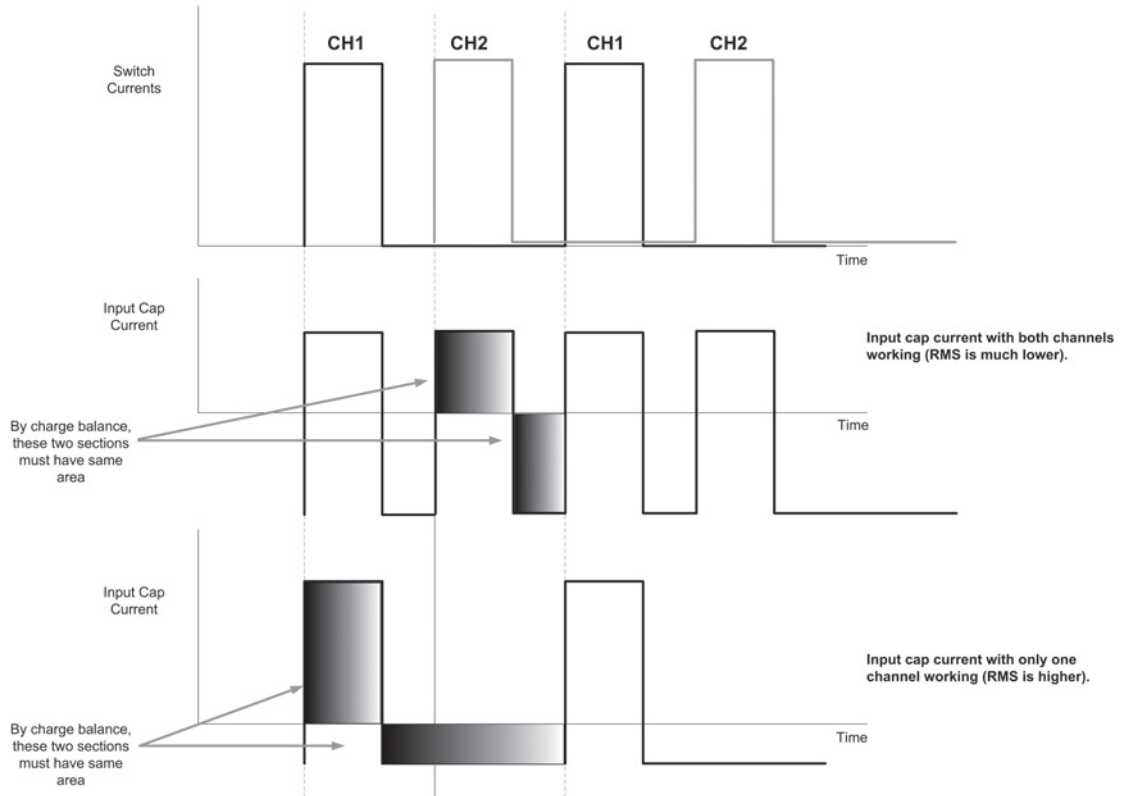 CH1
CH2
CH1
CH2
Switch
Currents
Time
Input Cap
Current
Input cap current with both channels
working (RMS is much lower).
By charge balance,
these two sections
must have same
area
Time
Input Cap
Current
Input cap current with only one
channel working (RMS is higher).
By charge balance,
these two sections
must have same
area
Time